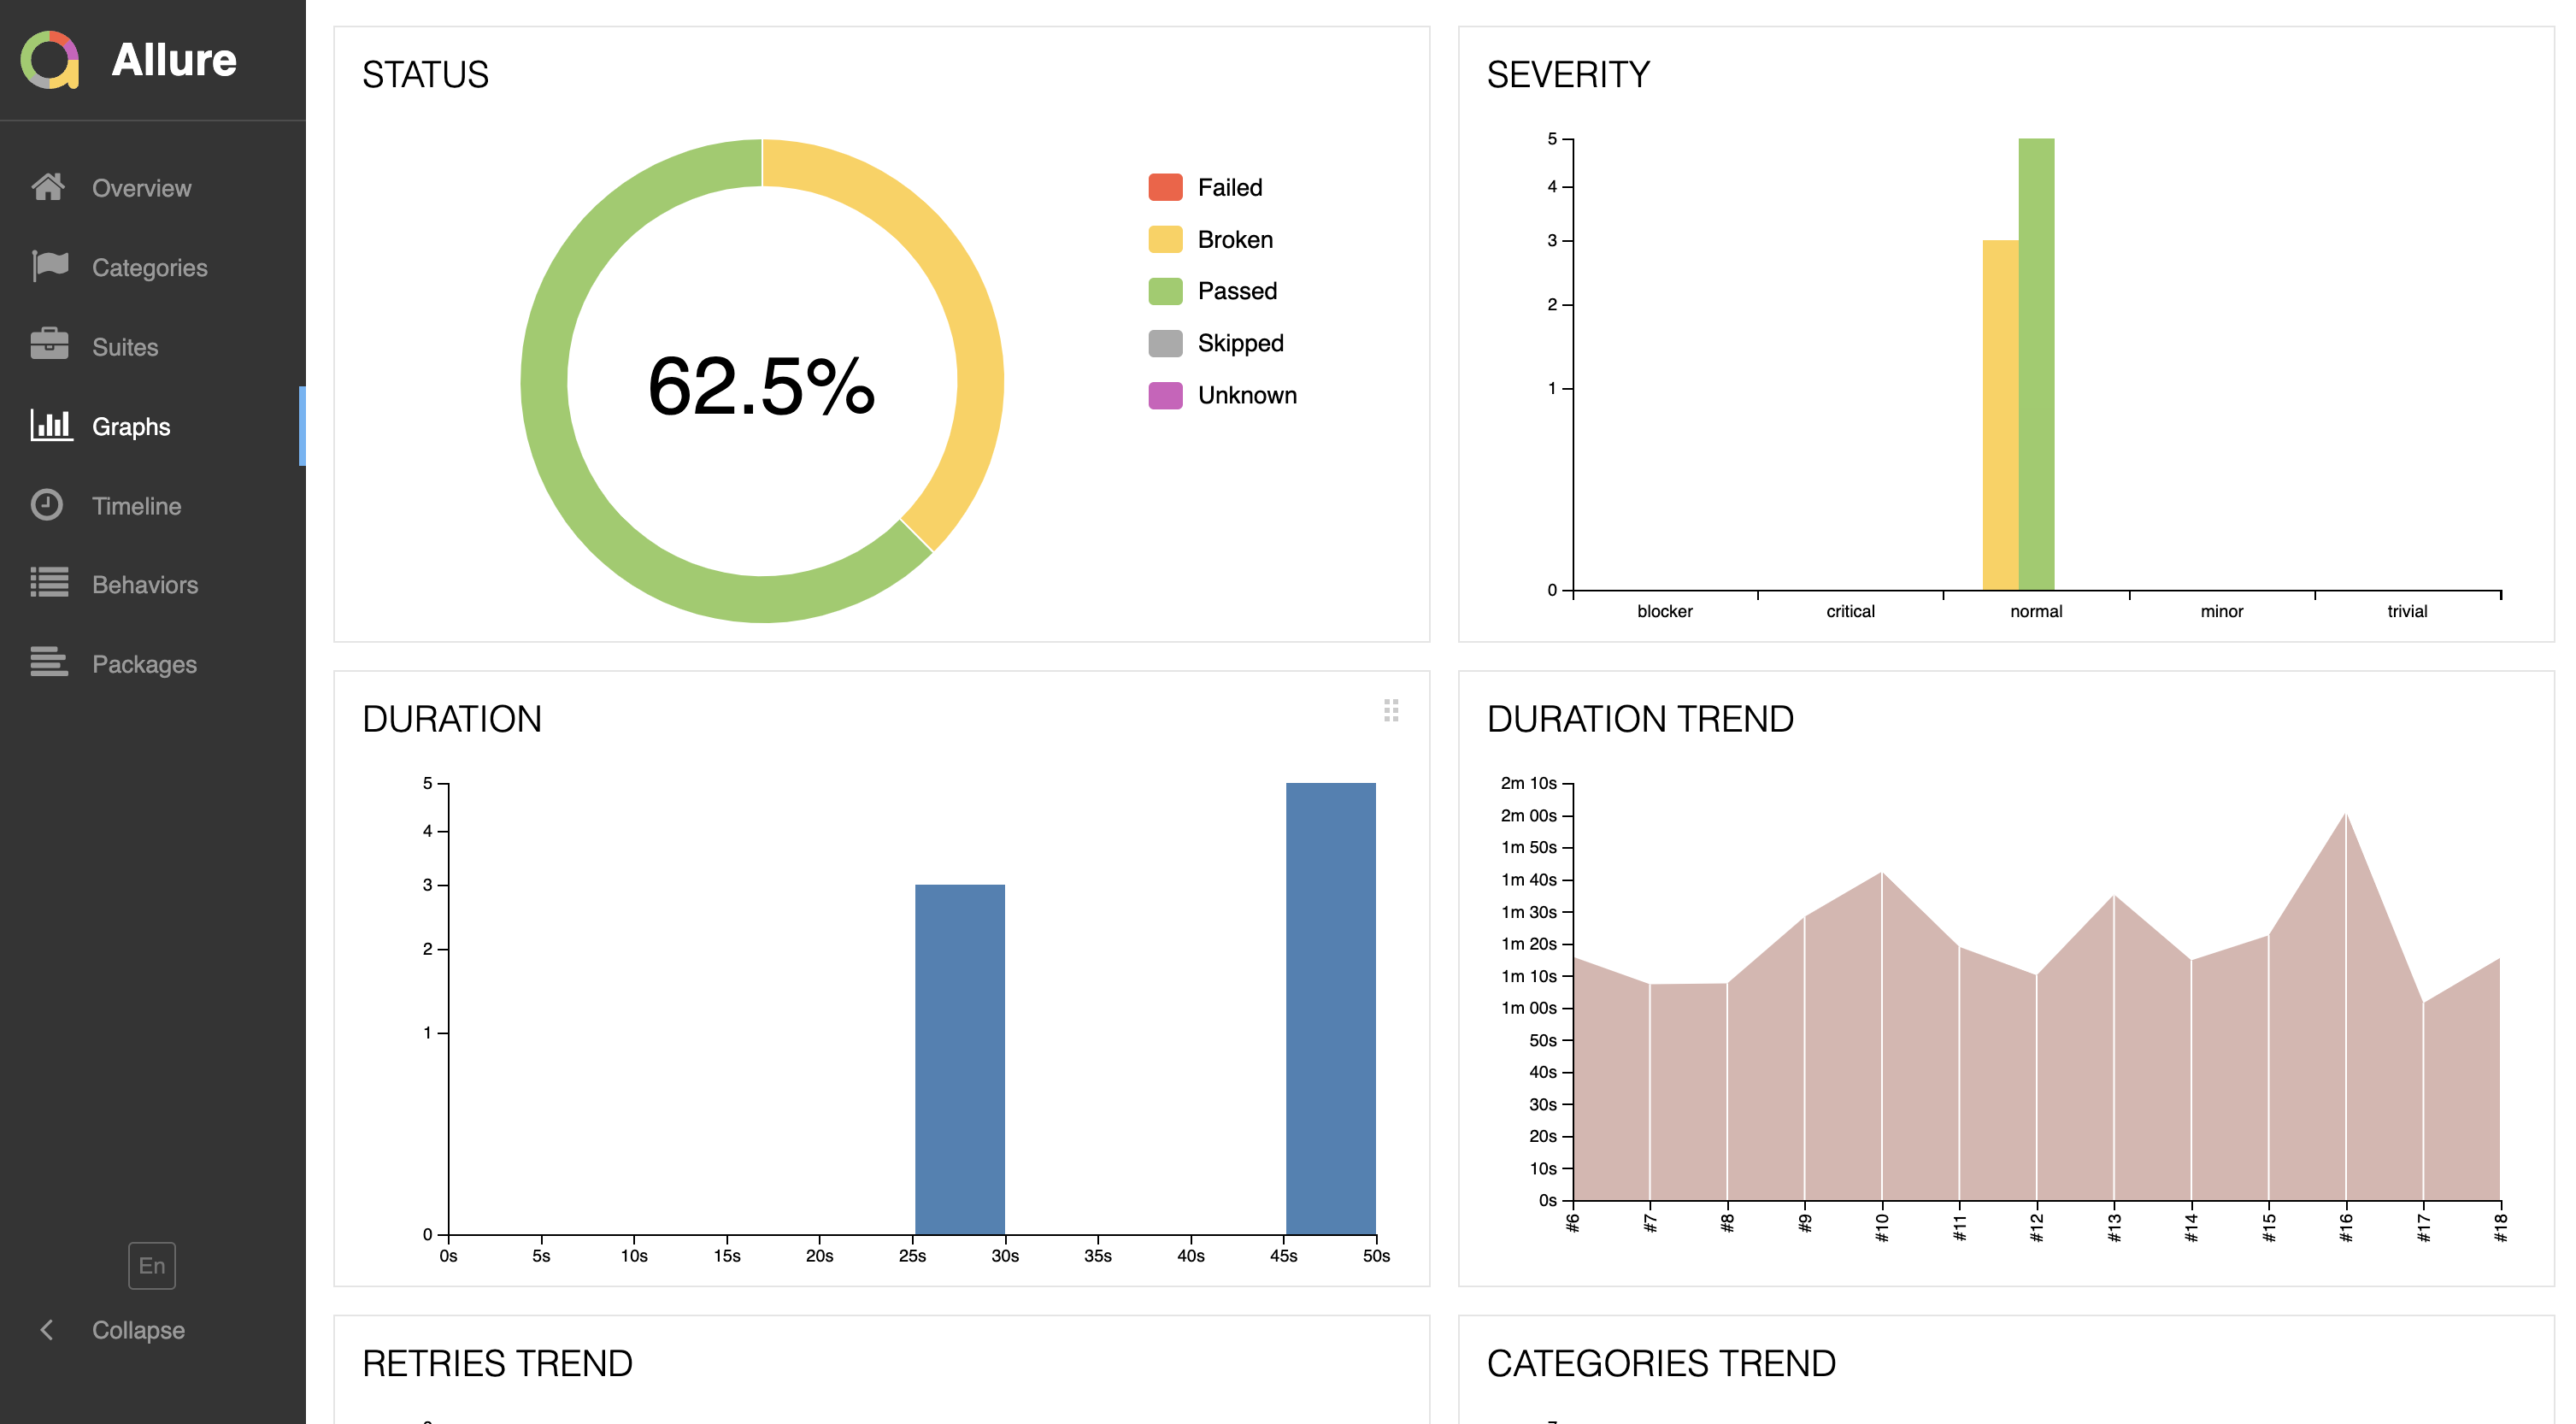 Allure
Overview
Categories
Suites
Graphs
Timeline
Behaviors
Packages
En
Collapse
STATUS
62.5%
Failed
Broken
Passed
Skipped
Unknown
SEVERITY
5
4
3
2
1
0
blocker critical normal minor trivial
DURATION
5
4
3
2
1
0
0s 5s 10s 15s 20s 25s 30s 35s 40s 45s 50s
DURATION TREND
2m 10s
2m 00s
1m 50s
1m 40s
1m 30s
1m 20s
1m 10s
1m 00s
50s
40s
30s
20s
10s
0s
#6 #7 #8 #9 #10 #11 #12 #13 #14 #15 #16 #17 #18
RETRIES TREND
CATEGORIES TREND